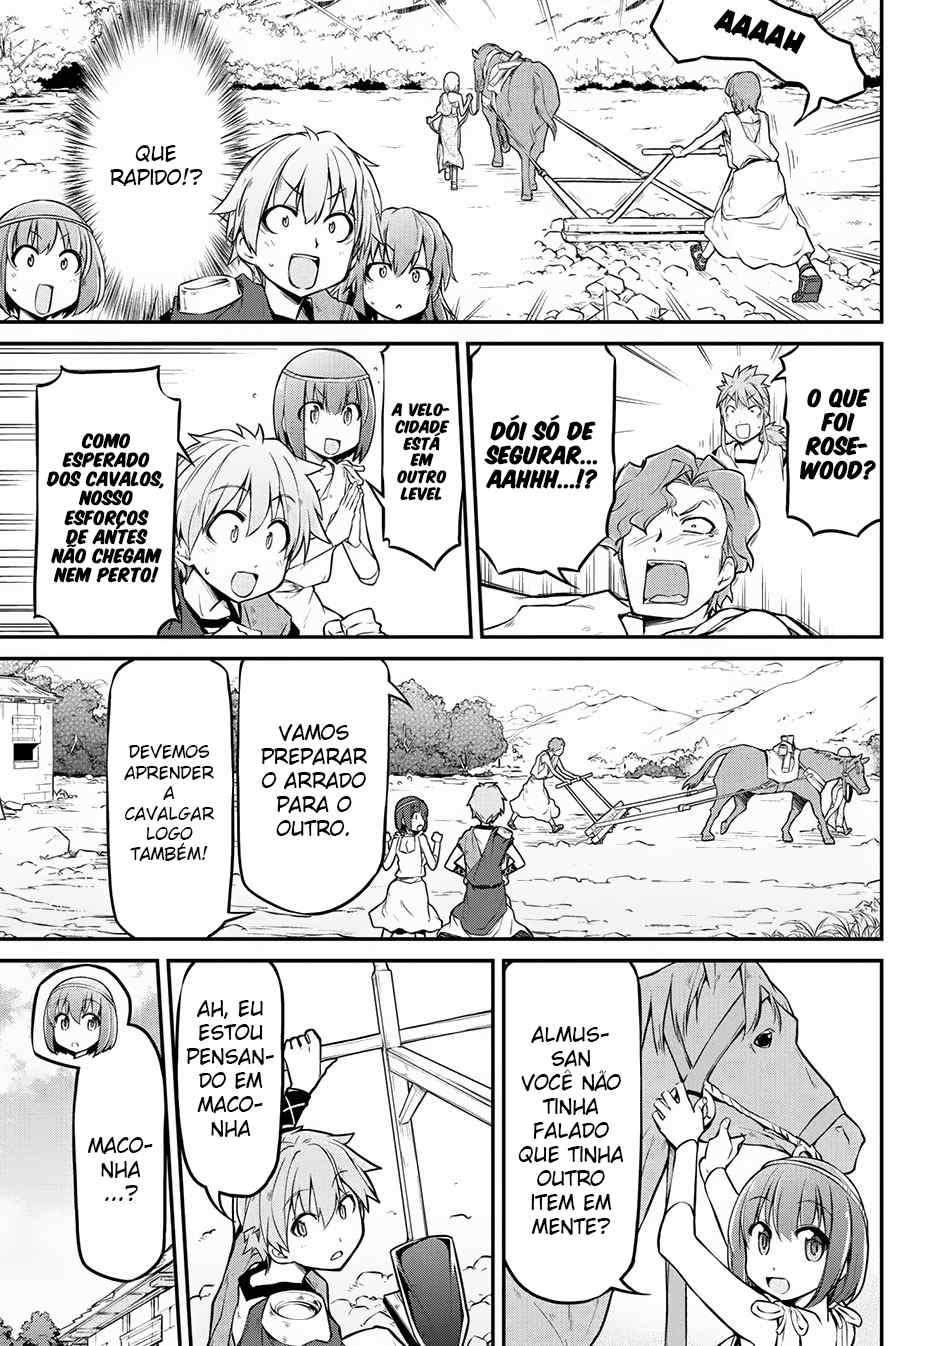 AAAAH
QUE
RAPIDO!?
O QUE
FOI
ROSE-
WOOD?
DÓI SÓ DE
SEGURAR...
AAHHH...!?
A VELO-
CIDADE
ESTÁ
EM
OUTRO
LEVEL
COMO
ESPERADO
DOS CAVALOS,
NOSSO
ESFORÇOS
DE ANTES
NÃO CHEGAM
NEM PERTO!
VAMOS
PREPARAR
O ARRADO
PARA O
OUTRO.
DEVEMOS
APRENDER
A
CAVALGAR
LOGO
TAMBÉM!
ALMUS-
SAN
VOCÊ NÃO
TINHA
FALADO
QUE TINHA
OUTRO
ITEM EM
MENTE?
AH, EU
ESTOU
PENSAN-
DO EM
MACO-
NHA
MACO-
NHA
...?